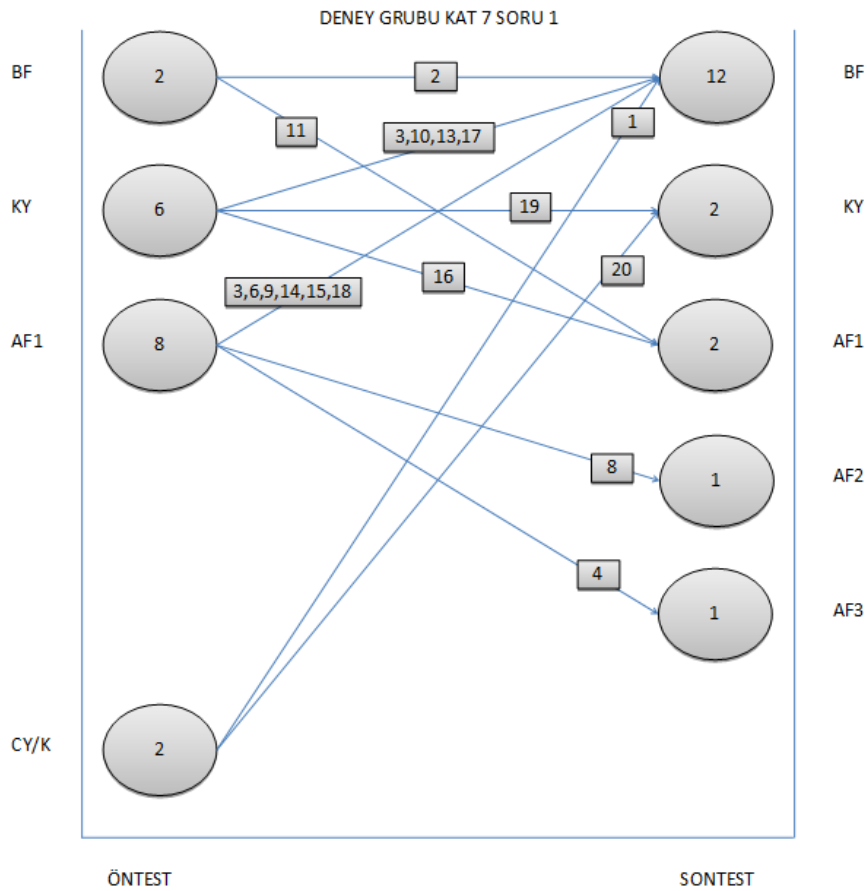 DENEY GRUBU KAT 7 SORU 1
BF 2 2 12 BF
11 3,10,13,17 1
KY 6 19 2 KY
3,6,9,14,15,18 16 20
AF1 8 2 AF1
8 1 AF2
4 1 AF3
CY/K 2
ÖNTEST SONTEST